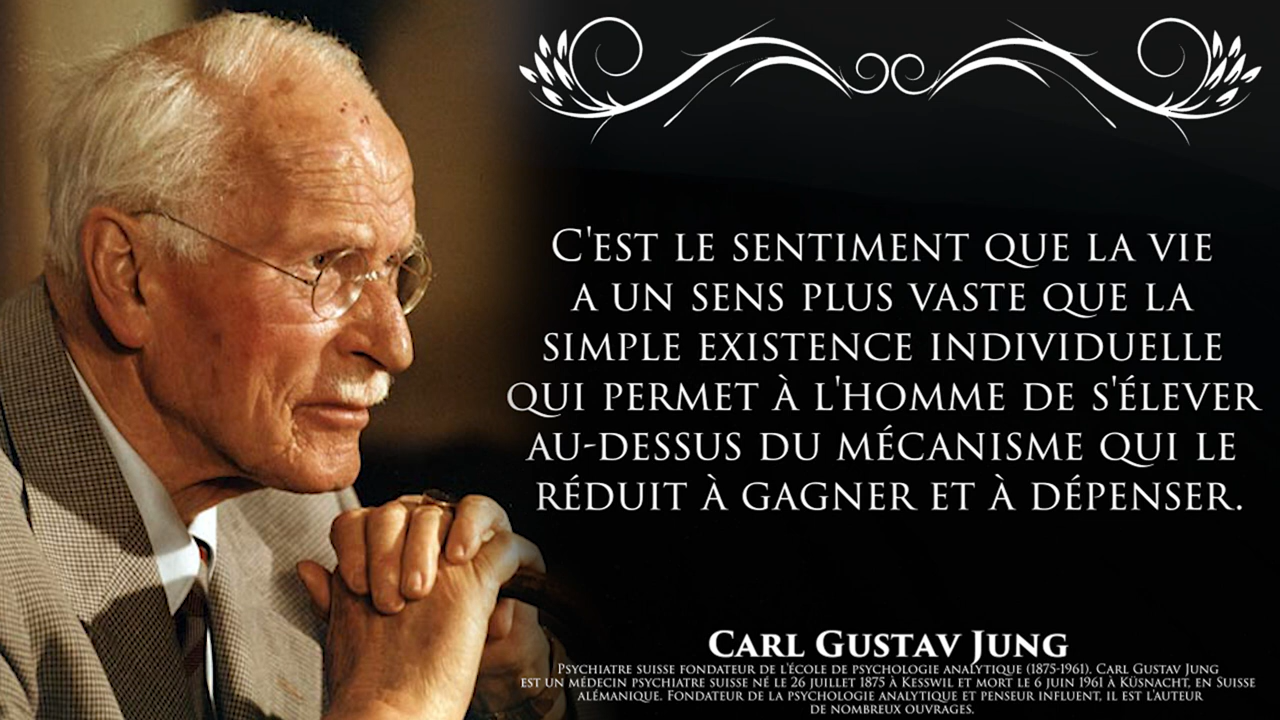 C'EST LE SENTIMENT QUE LA VIE
A UN SENS PLUS VASTE QUE LA
SIMPLE EXISTENCE INDIVIDUELLE
QUI PERMET À L'HOMME DE S'ÉLEVER
AU-DESSUS DU MÉCANISME QUI LE
RÉDUIT À GAGNER ET À DÉPENSER.
CARL GUSTAV JUNG
PSYCHIATRE SUISSE FONDATEUR DE L'ÉCOLE DE PSYCHOLOGIE ANALYTIQUE (1875-1961). CARL GUSTAV JUNG
EST UN MÉDECIN PSYCHIATRE SUISSE NÉ LE 26 JUILLET 1875 À KESSWIL ET MORT LE 6 JUIN 1961 À KÜSNACHT, EN SUISSE
ALÉMANIQUE. FONDATEUR DE LA PSYCHOLOGIE ANALYTIQUE ET PENSEUR INFLUENT, IL EST L'AUTEUR
DE NOMBREUX OUVRAGES.